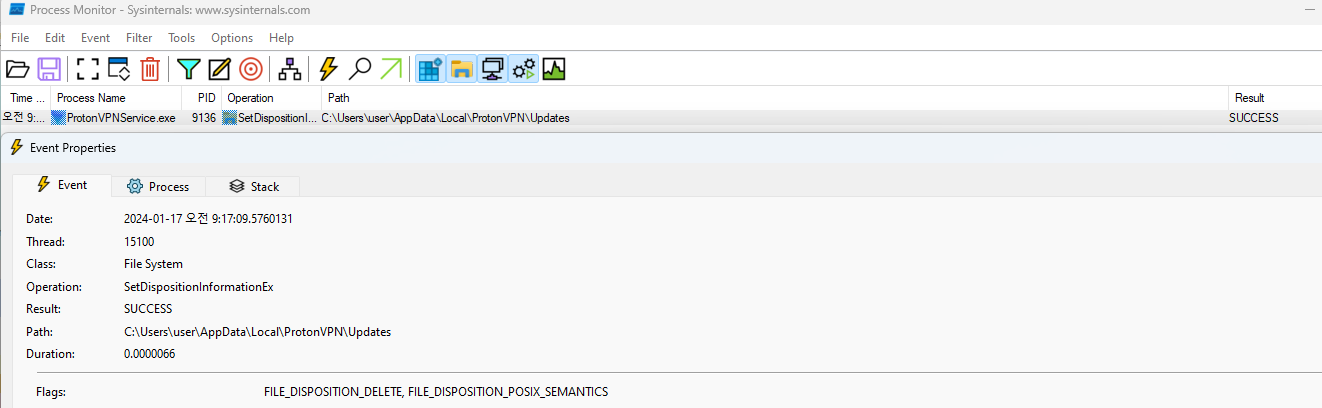 Process Monitor - Sysinternals: www.sysinternals.com
File Edit Event Filter Tools Options Help
Time ... Process Name PID Operation Path Result
오전 9:... ProtonVPNService.exe 9136 SetDispositionI... C:\Users\user\AppData\Local\ProtonVPN\Updates SUCCESS
Event Properties
Event Process Stack
Date: 2024-01-17 오전 9:17:09.5760131
Thread: 15100
Class: File System
Operation: SetDispositionInformationEx
Result: SUCCESS
Path: C:\Users\user\AppData\Local\ProtonVPN\Updates
Duration: 0.0000066
Flags: FILE_DISPOSITION_DELETE, FILE_DISPOSITION_POSIX_SEMANTICS